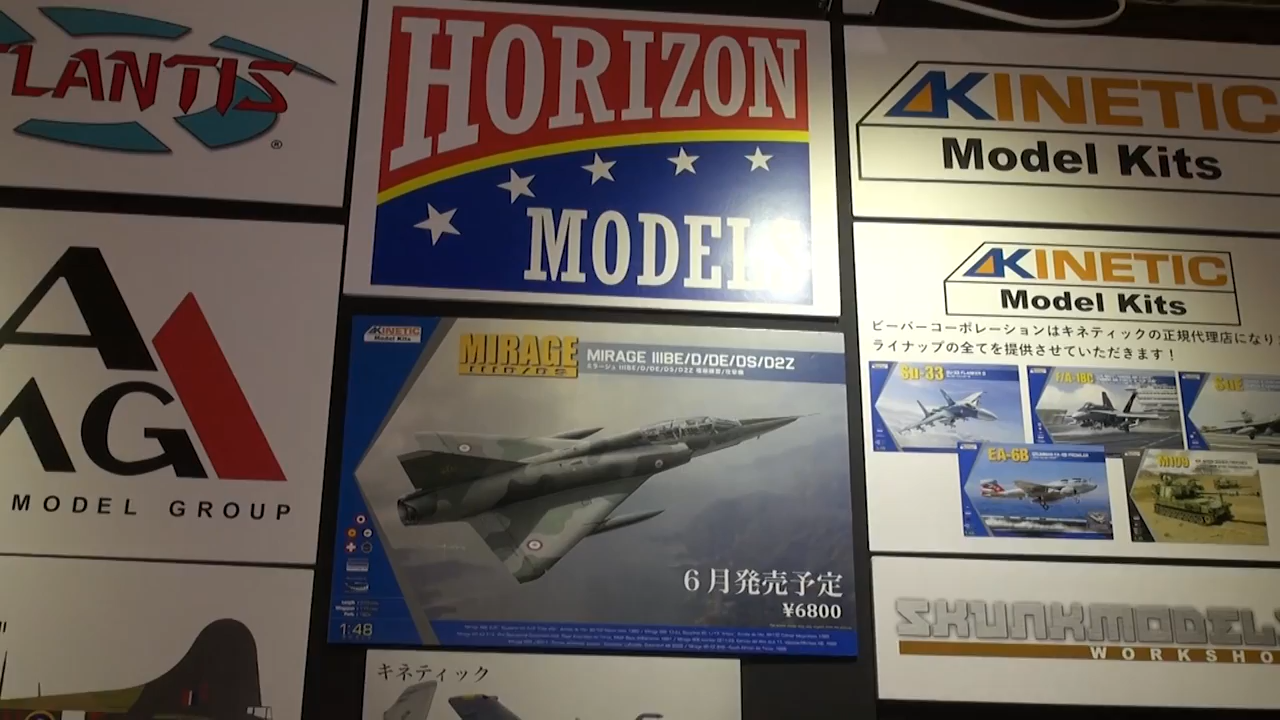 LANTIS
®
HORIZON
MODELS
KINETIC
Model Kits
A
AG
MODEL GROUP
KINETIC
Model Kits
MIRAGE
MIRAGE IIIBE/D/DE/DS/D2Z
6月発売予定
¥6800
1:48
KINETIC
Model Kits
ビーバーコーポレーションはキネティックの正規代理店になり
ライナップの全てを提供させていただきます！
Su-33
F/A-18C
EA-6B
M109
SKUNKMODEL
WORKSHO
キネティック